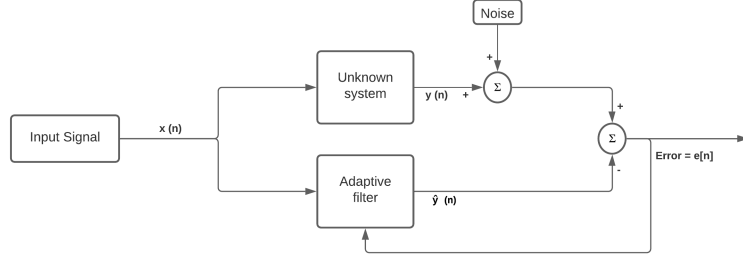 Noise
+
Unknown
system
y (n)
+
Σ
+
x (n)
Input Signal
Σ
Error = e[n]
-
Adaptive
filter
ŷ (n)